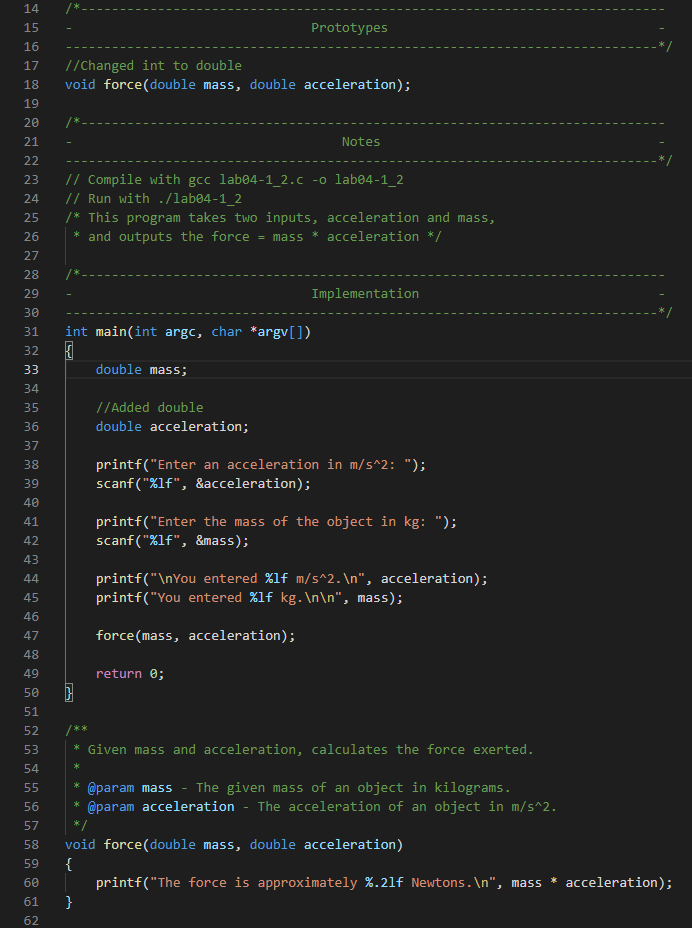 14 /*----------------------------------------------------------------------------
15 - Prototypes -
16 -----------------------------------------------------------------------------*/
17 //Changed int to double
18 void force(double mass, double acceleration);
19
20 /*----------------------------------------------------------------------------
21 - Notes -
22 -----------------------------------------------------------------------------*/
23 // Compile with gcc lab04-1_2.c -o lab04-1_2
24 // Run with ./lab04-1_2
25 /* This program takes two inputs, acceleration and mass,
26 * and outputs the force = mass * acceleration */
27
28 /*----------------------------------------------------------------------------
29 - Implementation -
30 -----------------------------------------------------------------------------*/
31 int main(int argc, char *argv[])
32 {
33 double mass;
34
35 //Added double
36 double acceleration;
37
38 printf("Enter an acceleration in m/s^2: ");
39 scanf("%lf", &acceleration);
40
41 printf("Enter the mass of the object in kg: ");
42 scanf("%lf", &mass);
43
44 printf("\nYou entered %lf m/s^2.\n", acceleration);
45 printf("You entered %lf kg.\n\n", mass);
46
47 force(mass, acceleration);
48
49 return 0;
50 }
51
52 /**
53 * Given mass and acceleration, calculates the force exerted.
54 *
55 * @param mass - The given mass of an object in kilograms.
56 * @param acceleration - The acceleration of an object in m/s^2.
57 */
58 void force(double mass, double acceleration)
59 {
60 printf("The force is approximately %.2lf Newtons.\n", mass * acceleration);
61 }
62